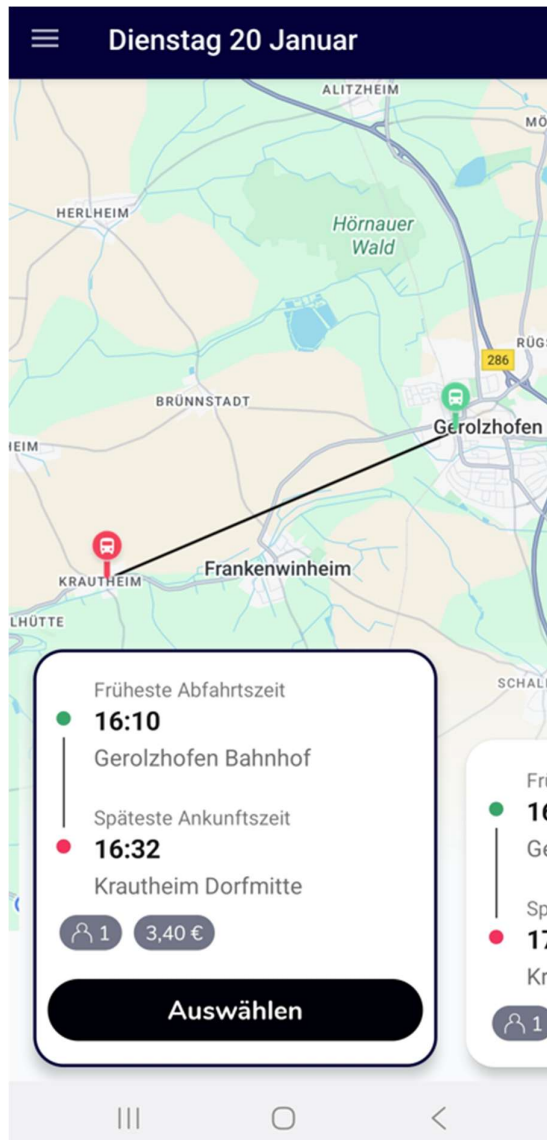 Dienstag 20 Januar
ALITZHEIM
HERLHEIM
Hörnauer
Wald
286
BRÜNNSTADT
Gerolzhofen
Frankenwinheim
KRAUTHEIM
Früheste Abfahrtszeit
16:10
Gerolzhofen Bahnhof
Späteste Ankunftszeit
16:32
Krautheim Dorfmitte
1
3,40 €
Auswählen
1